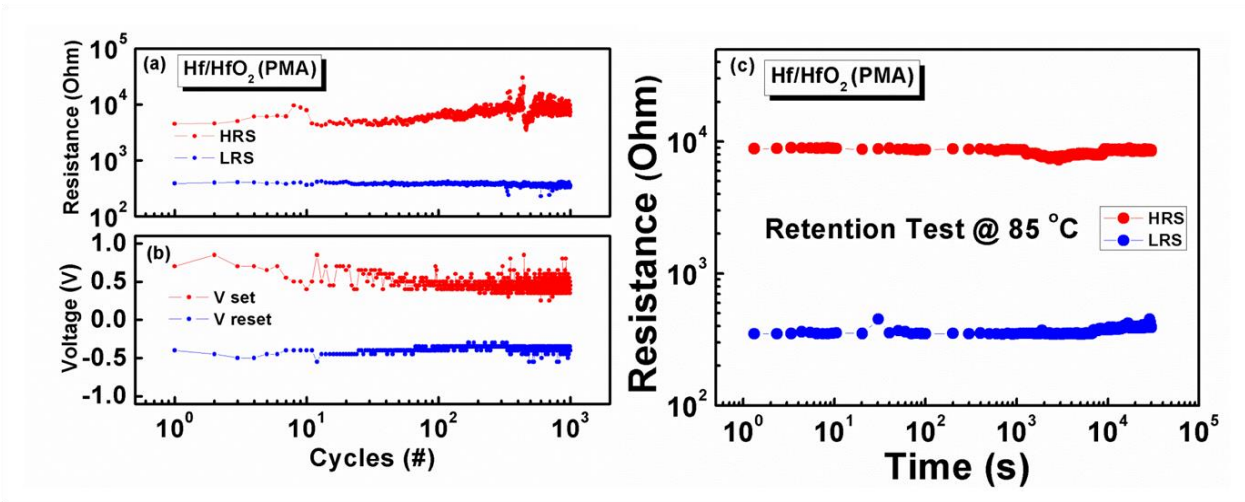 (a)
Hf/HfO2 (PMA)
HRS
LRS
Resistance (Ohm)
10^5
10^4
10^3
10^2
(b)
V set
V reset
Voltage (V)
1.0
0.5
0.0
-0.5
-1.0
10^0 10^1 10^2 10^3
Cycles (#)
(c)
Hf/HfO2 (PMA)
Retention Test @ 85 °C
HRS
LRS
Resistance (Ohm)
10^4
10^3
10^2
10^0 10^1 10^2 10^3 10^4 10^5
Time (s)